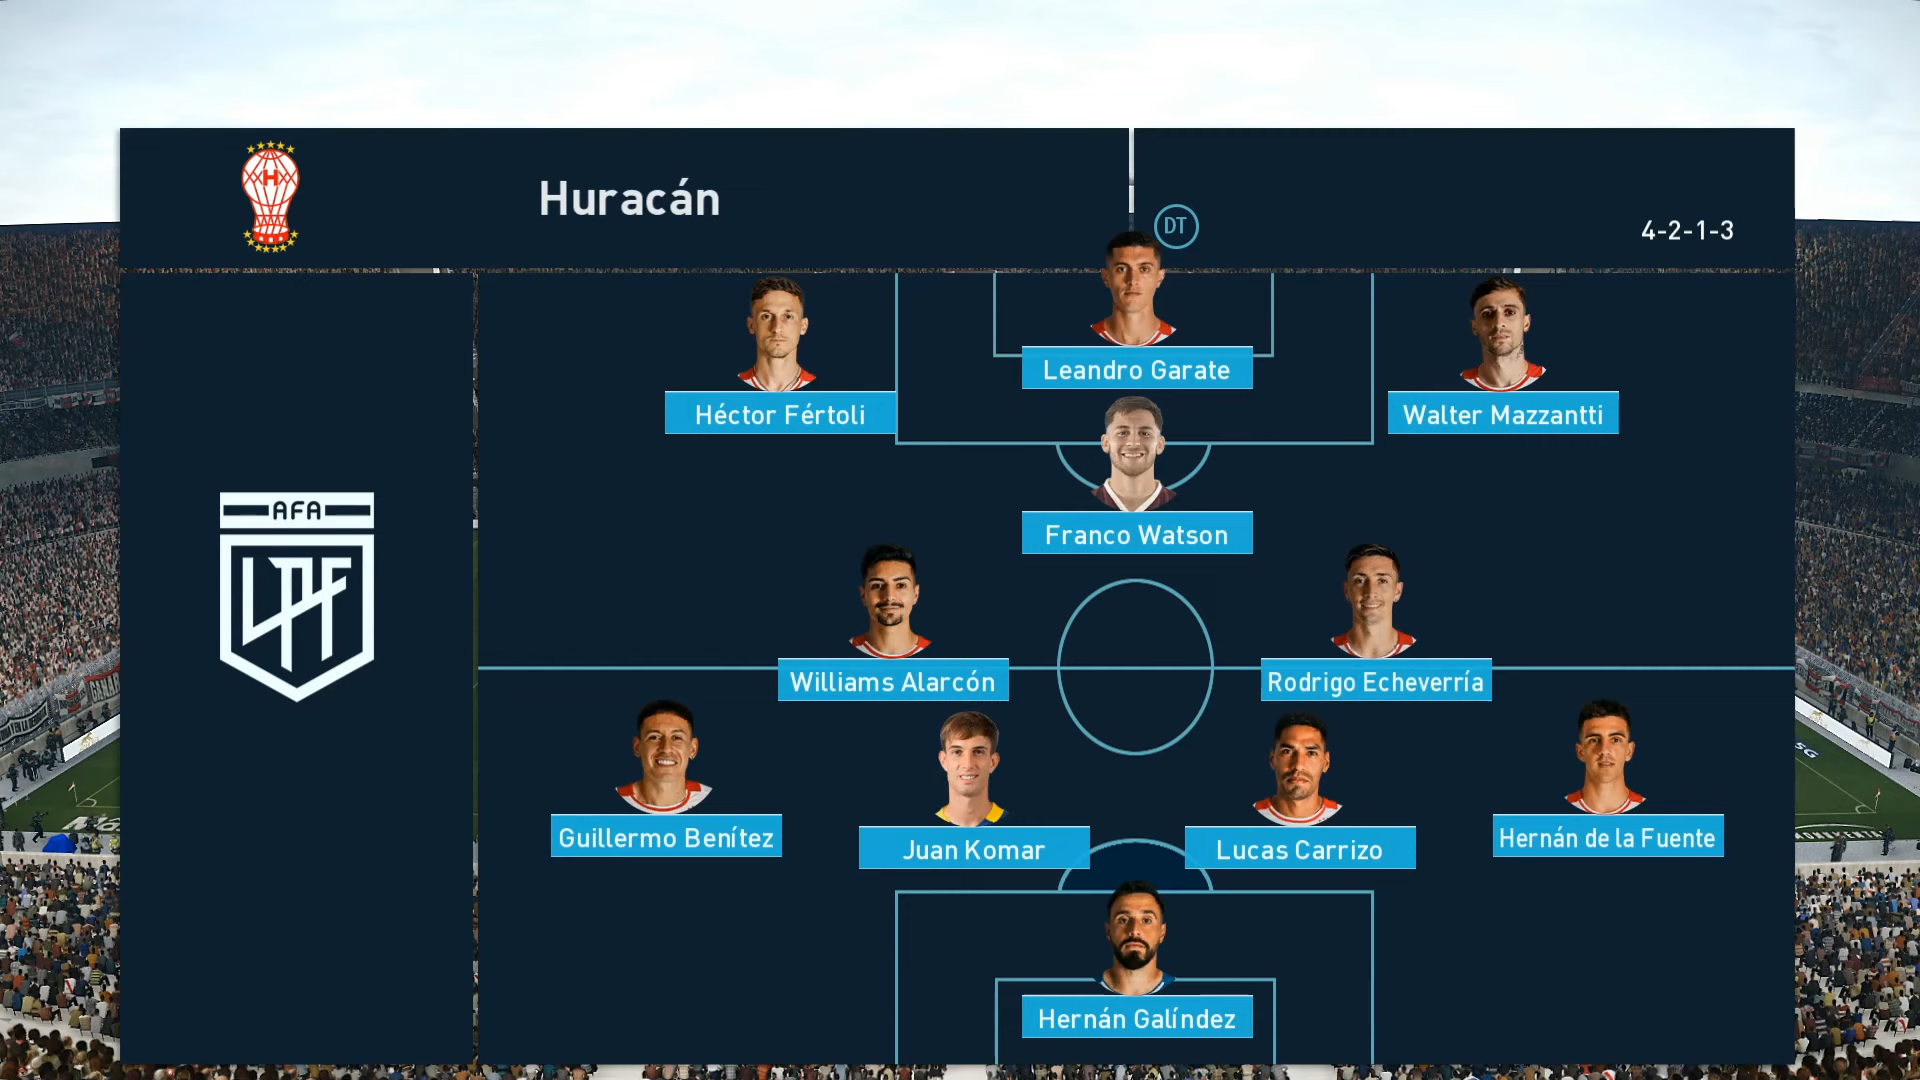 H
Huracán
DT
4-2-1-3
Leandro Garate
Héctor Fértoli
Walter Mazzantti
Franco Watson
AFA
LPF
Williams Alarcón
Rodrigo Echeverría
Guillermo Benítez
Juan Komar
Lucas Carrizo
Hernán de la Fuente
Hernán Galíndez